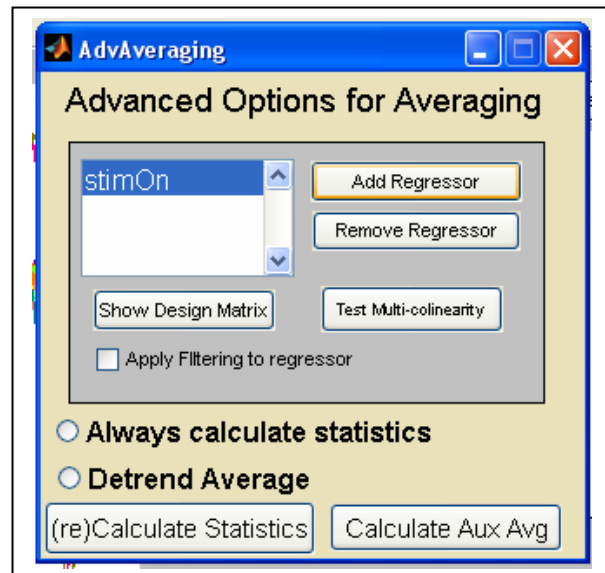 AdvAveraging
Advanced Options for Averaging
stimOn
Add Regressor
Remove Regressor
Show Design Matrix
Test Multi-colinearity
Apply FIltering to regressor
Always calculate statistics
Detrend Average
(re)Calculate Statistics
Calculate Aux Avg